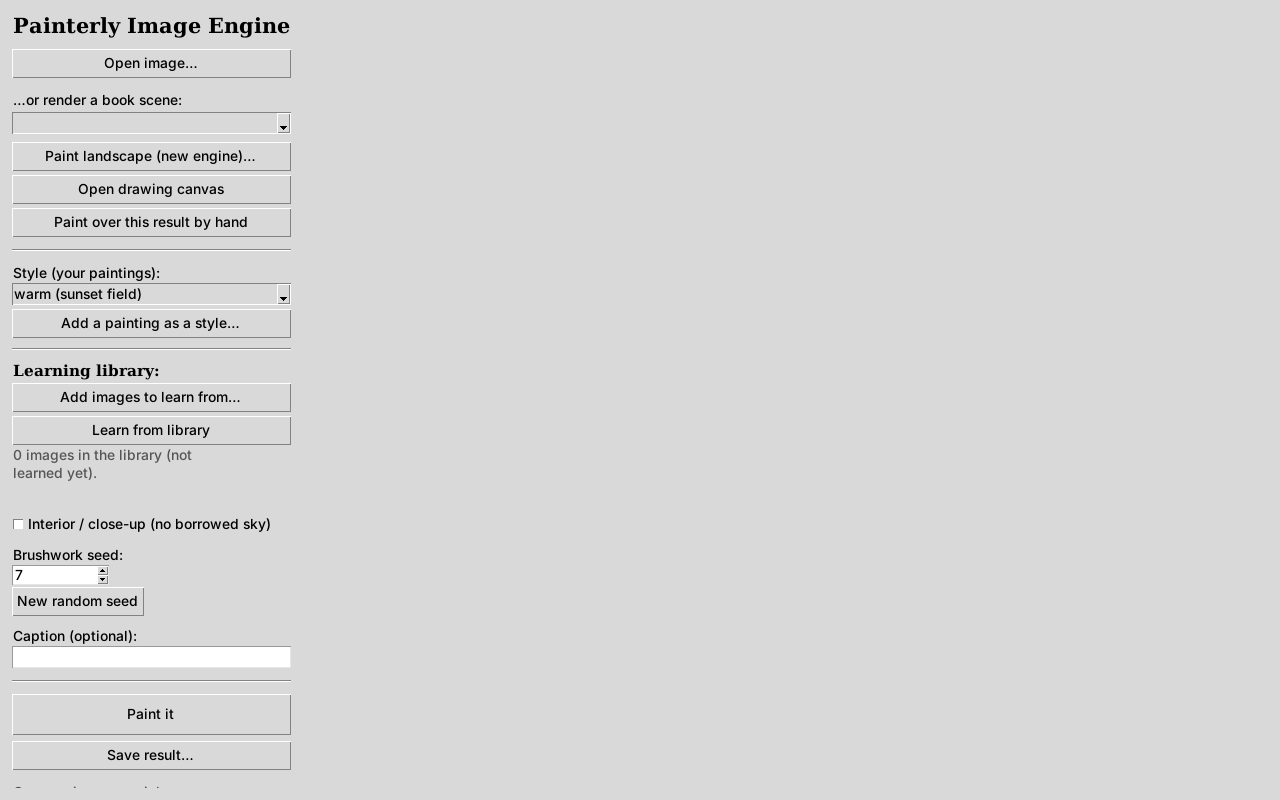 Painterly Image Engine
Open image...
...or render a book scene:
Paint landscape (new engine)...
Open drawing canvas
Paint over this result by hand
Style (your paintings):
warm (sunset field)
Add a painting as a style...
Learning library:
Add images to learn from...
Learn from library
0 images in the library (not
learned yet).
Interior / close-up (no borrowed sky)
Brushwork seed:
7
New random seed
Caption (optional):
Paint it
Save result...